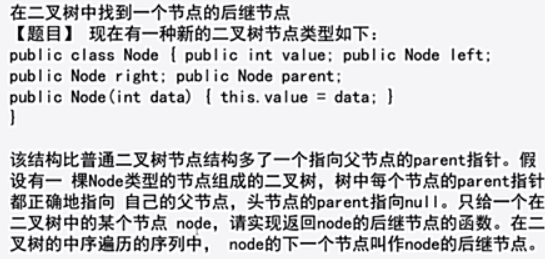 在二叉树中找到一个节点的后继节点
【题目】 现在有一种新的二叉树节点类型如下:
public class Node { public int value; public Node left;
public Node right; public Node parent;
public Node(int data) { this.value = data; }
}
该结构比普通二叉树节点结构多了一个指向父节点的parent指针。假
设有一 棵Node类型的节点组成的二叉树, 树中每个节点的parent指针
都正确地指向 自己的父节点, 头节点的parent指向null。只给一个在
二叉树中的某个节点 node, 请实现返回node的后继节点的函数。在二
叉树的中序遍历的序列中, node的下一个节点叫作node的后继节点。